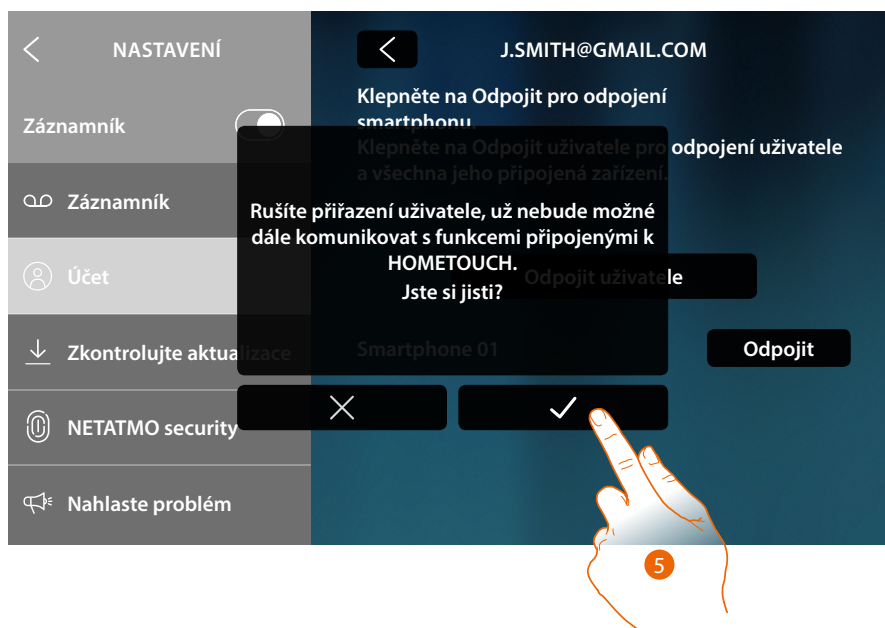 NASTAVENÍ
Záznamník
Záznamník
Účet
Zkontrolujte aktualizace
NETATMO security
Nahlaste problém
J.SMITH@GMAIL.COM
Klepněte na Odpojit pro odpojení
smartphonu.
Klepněte na Odpojit uživatele pro odpojení uživatele
a všechna jeho připojená zařízení.
Odpojit uživatele
Smartphone 01
Odpojit
Rušíte přiřazení uživatele, už nebude možné
dále komunikovat s funkcemi připojenými k
HOMETOUCH.
Jste si jisti?
5